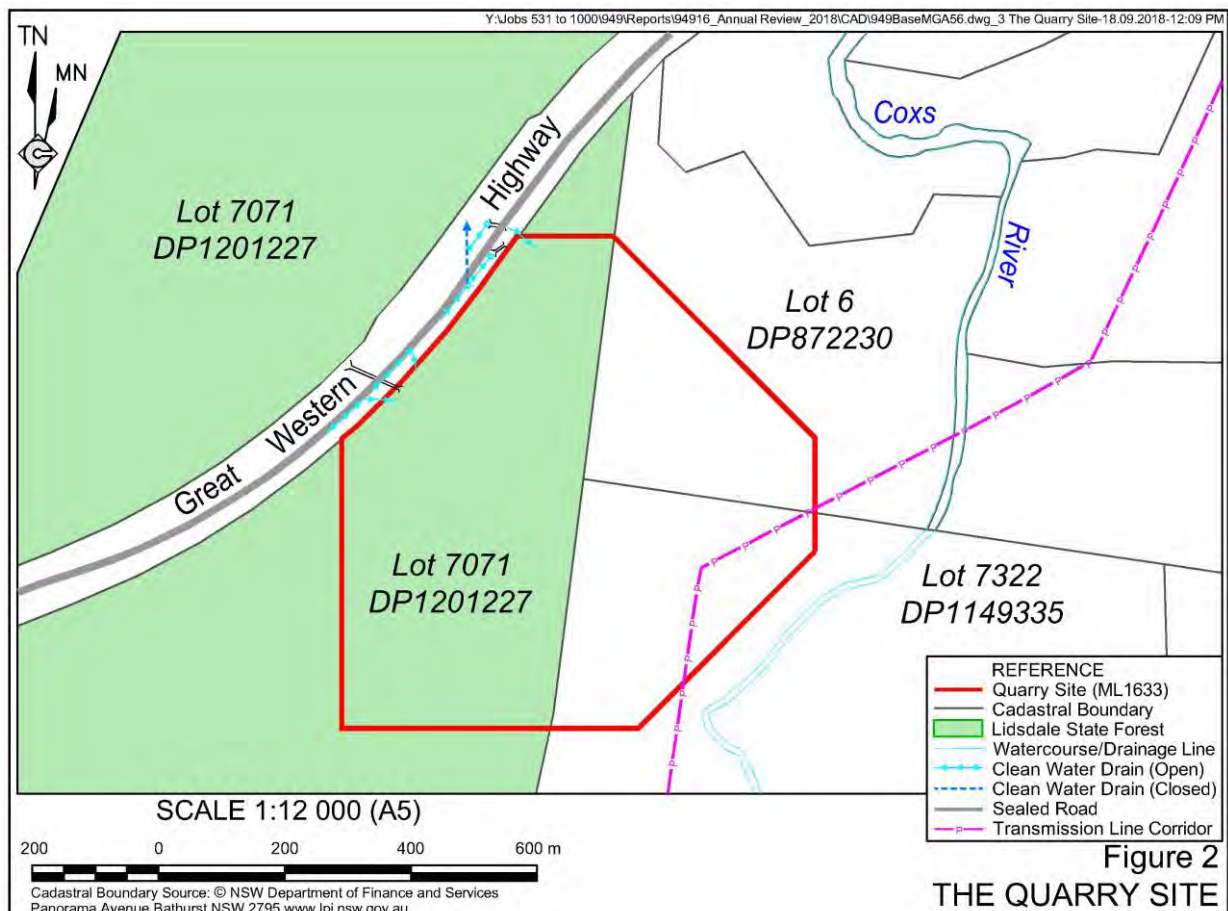 Y:\Jobs 531 to 1000\949\Reports\94916_Annual Review_2018\CAD\949BaseMGA56.dwg_3 The Quarry Site-18.09.2018-12:09 PM
TN
MN
Coxs
River
Highway
Lot 7071
DP1201227
Lot 6
DP872230
Western
Great
Lot 7071
DP1201227
Lot 7322
DP1149335
P
REFERENCE
Quarry Site (ML1633)
Cadastral Boundary
Lidsdale State Forest
Watercourse/Drainage Line
Clean Water Drain (Open)
Clean Water Drain (Closed)
Sealed Road
P
Transmission Line Corridor
SCALE 1:12 000 (A5)
200 0 200 400 600 m
Cadastral Boundary Source: © NSW Department of Finance and Services
Panorama Avenue Bathurst NSW 2795 www.lpi.nsw.gov.au
Figure 2
THE QUARRY SITE